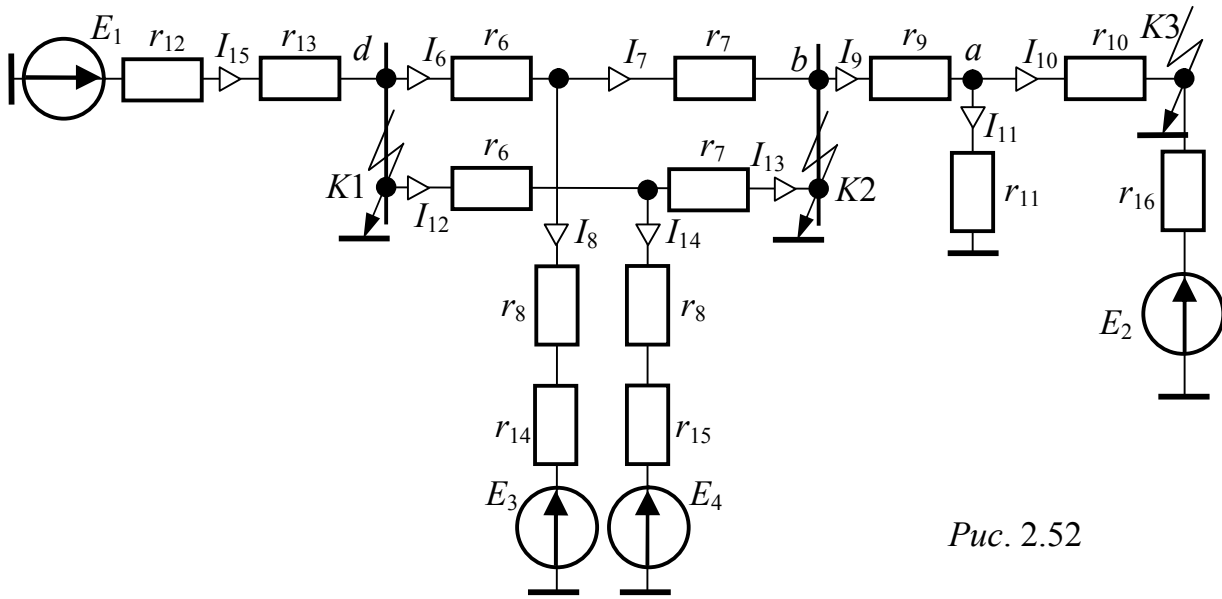 E₁ r₁₂ I₁₅ r₁₃ d I₆ r₆ I₇ r₇ b I₉ r₉ a I₁₀ r₁₀ K3
K1 I₁₂ r₆ r₇ I₁₃ K2 I₁₁ r₁₁ r₁₆
I₈ I₁₄
r₈ r₈ E₂
r₁₄ r₁₅
E₃ E₄
Рис. 2.52